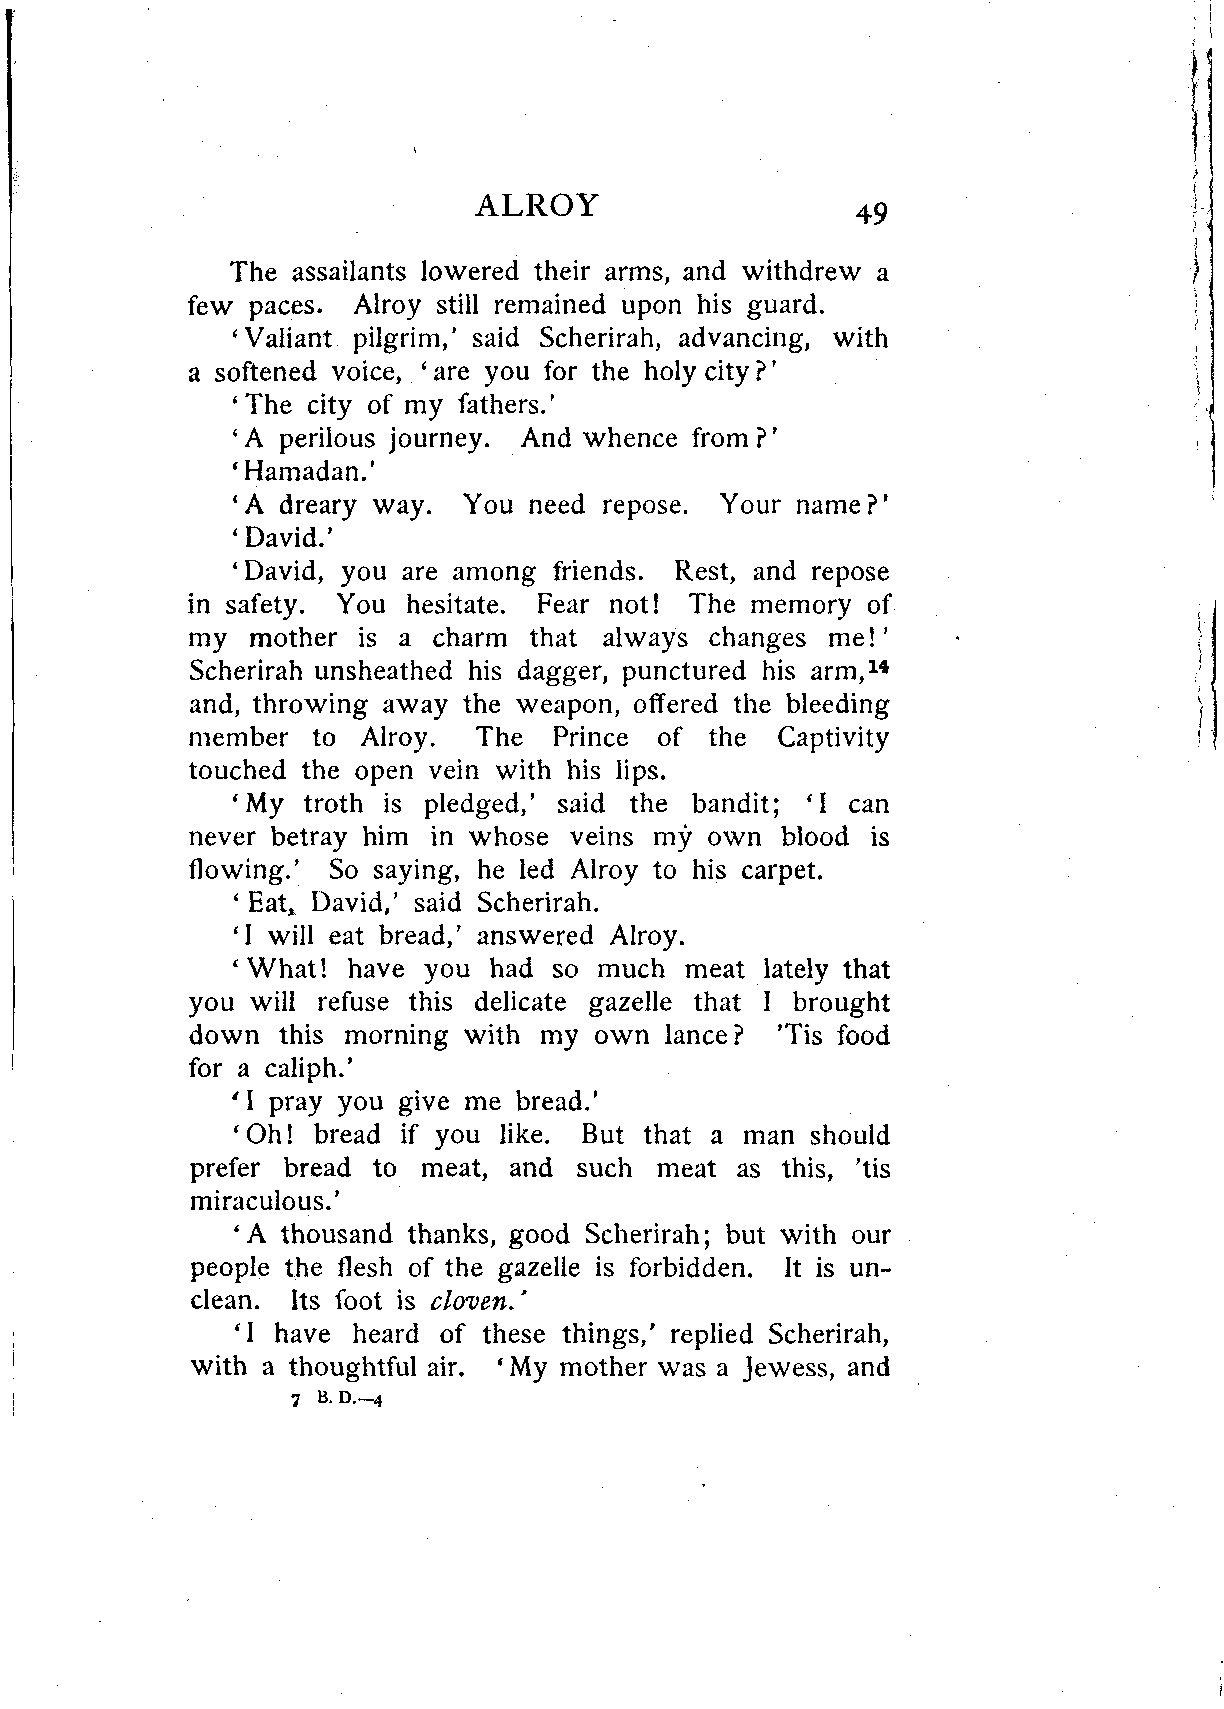 ALROY 49
The assailants lowered their arms, and withdrew a
few paces. Alroy still remained upon his guard.
‘Valiant pilgrim,’ said Scherirah, advancing, with
a softened voice, ‘are you for the holy city?’
‘The city of my fathers.’
‘A perilous journey. And whence from?’
‘Hamadan.’
‘A dreary way. You need repose. Your name?’
‘David.’
‘David, you are among friends. Rest, and repose
in safety. You hesitate. Fear not! The memory of
my mother is a charm that always changes me!’
Scherirah unsheathed his dagger, punctured his arm,¹⁴
and, throwing away the weapon, offered the bleeding
member to Alroy. The Prince of the Captivity
touched the open vein with his lips.
‘My troth is pledged,’ said the bandit; ‘I can
never betray him in whose veins my own blood is
flowing.’ So saying, he led Alroy to his carpet.
‘Eat, David,’ said Scherirah.
‘I will eat bread,’ answered Alroy.
‘What! have you had so much meat lately that
you will refuse this delicate gazelle that I brought
down this morning with my own lance? ’Tis food
for a caliph.’
‘I pray you give me bread.’
‘Oh! bread if you like. But that a man should
prefer bread to meat, and such meat as this, ’tis
miraculous.’
‘A thousand thanks, good Scherirah; but with our
people the flesh of the gazelle is forbidden. It is un-
clean. Its foot is cloven.’
‘I have heard of these things,’ replied Scherirah,
with a thoughtful air. ‘My mother was a Jewess, and
7 B. D.—4